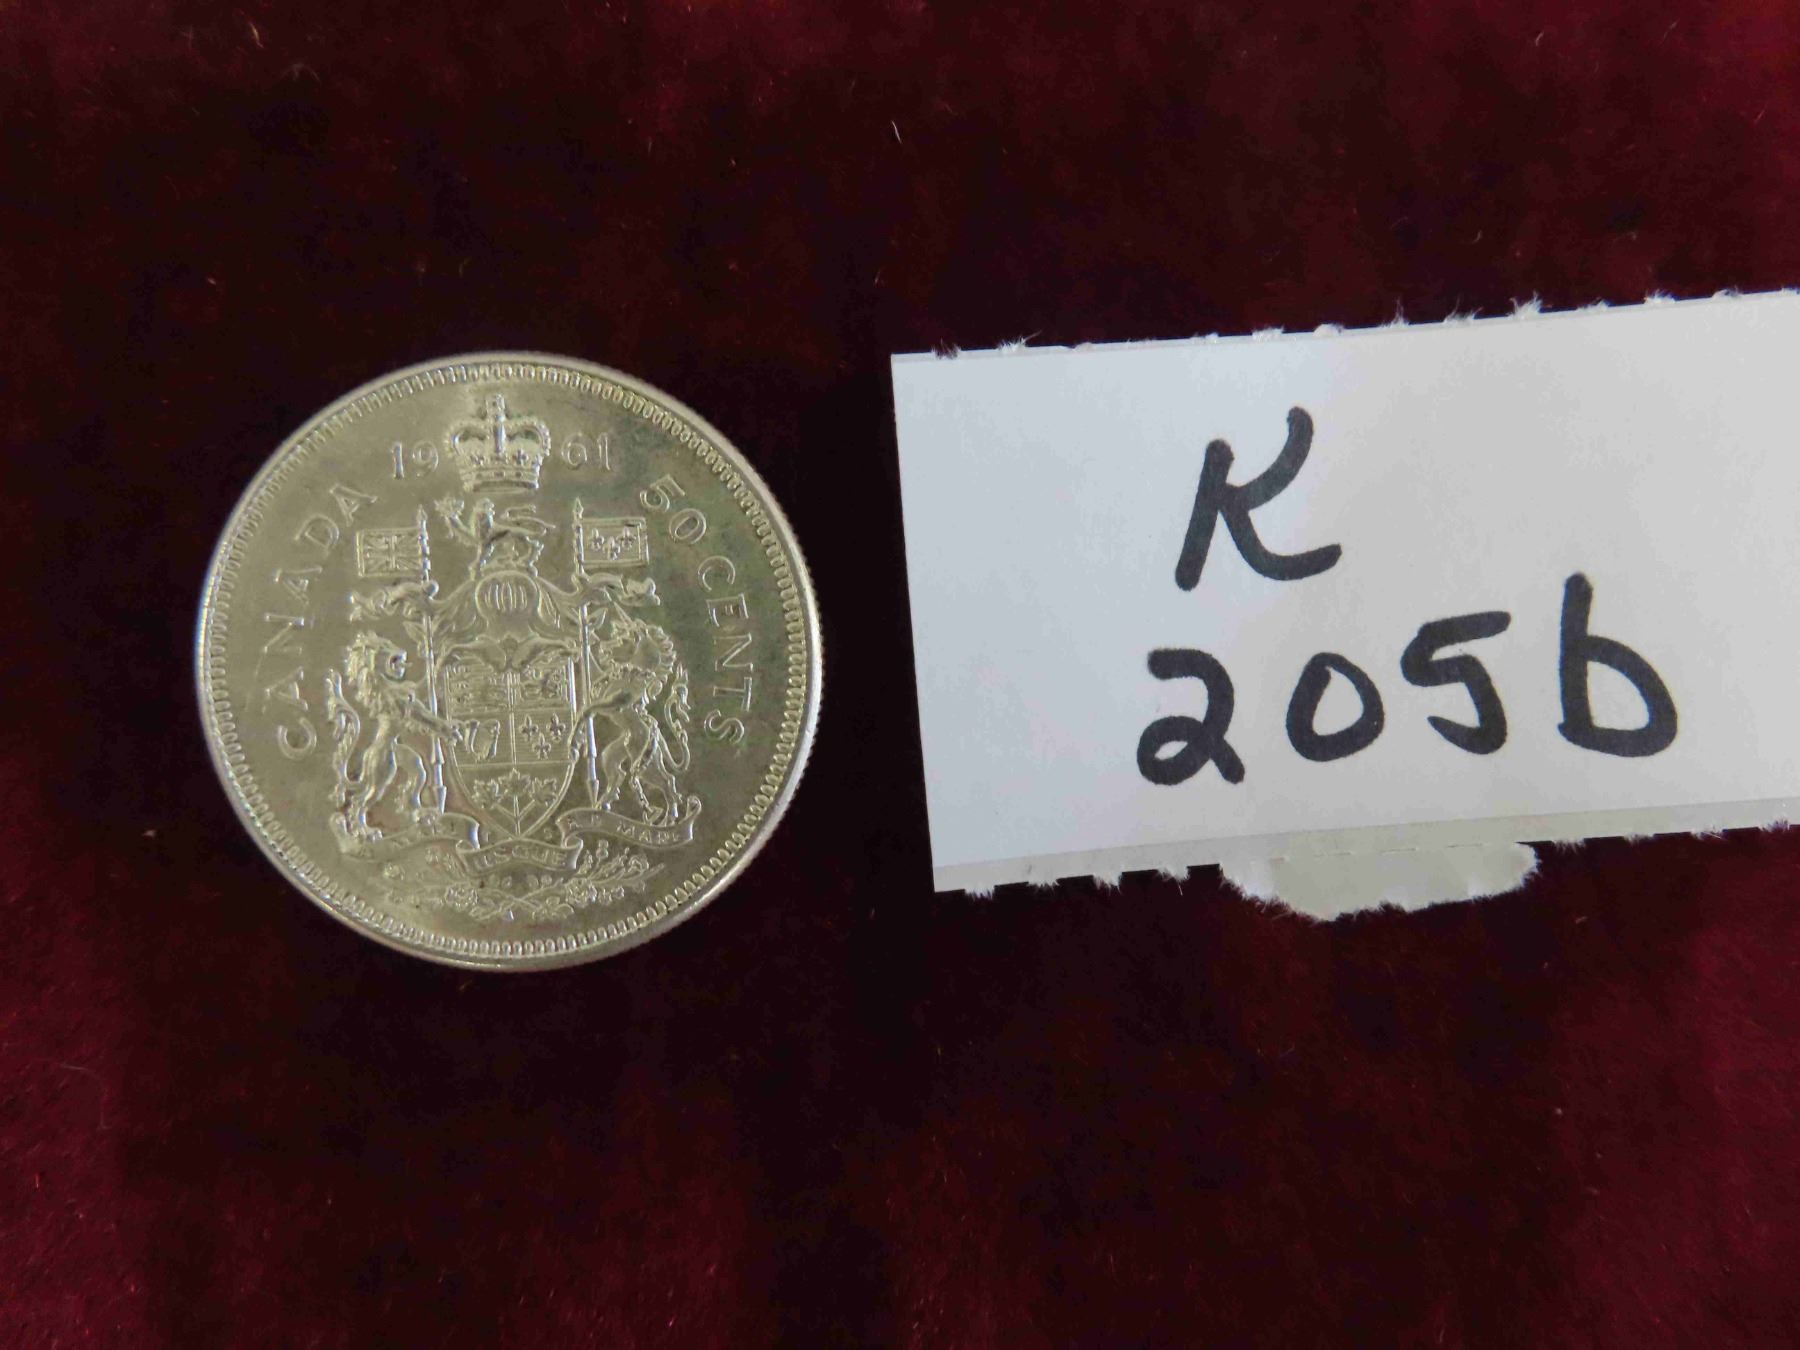 CANADA
1961
50 CENTS
USQUE
MARE
K
205b